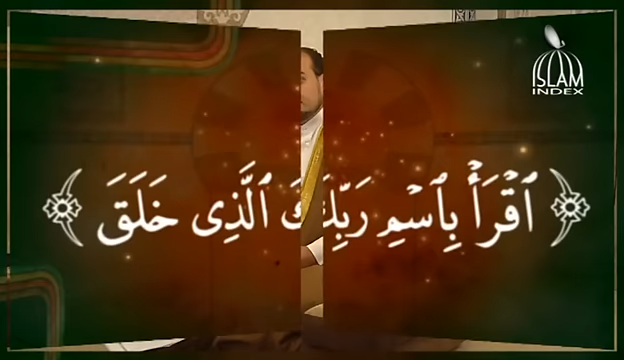 ISLAM
INDEX
﴿ ٱقۡرَأۡ بِٱسۡمِ رَبِّكَ ٱلَّذِى خَلَقَ ﴾